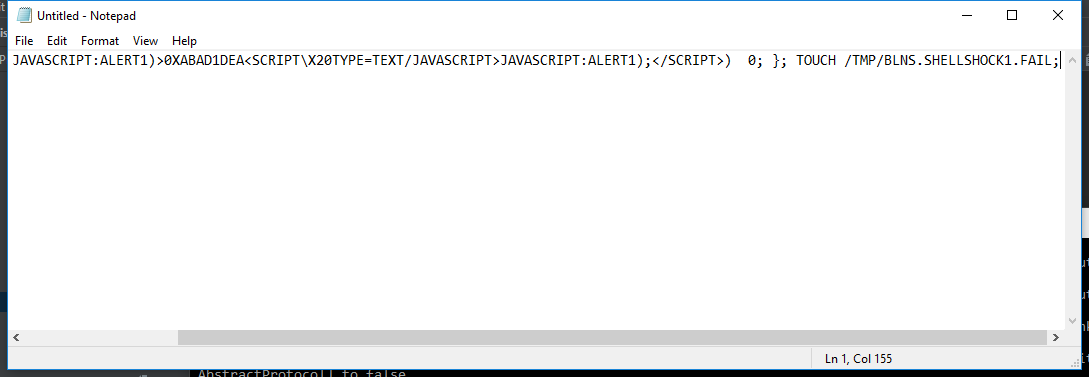 Untitled - Notepad
File Edit Format View Help
JAVASCRIPT:ALERT1)>0XABAD1DEA<SCRIPT\X20TYPE=TEXT/JAVASCRIPT>JAVASCRIPT:ALERT1);</SCRIPT>)  0; }; TOUCH /TMP/BLNS.SHELLSHOCK1.FAIL;
Ln 1, Col 155
AbstractProtocol] to false